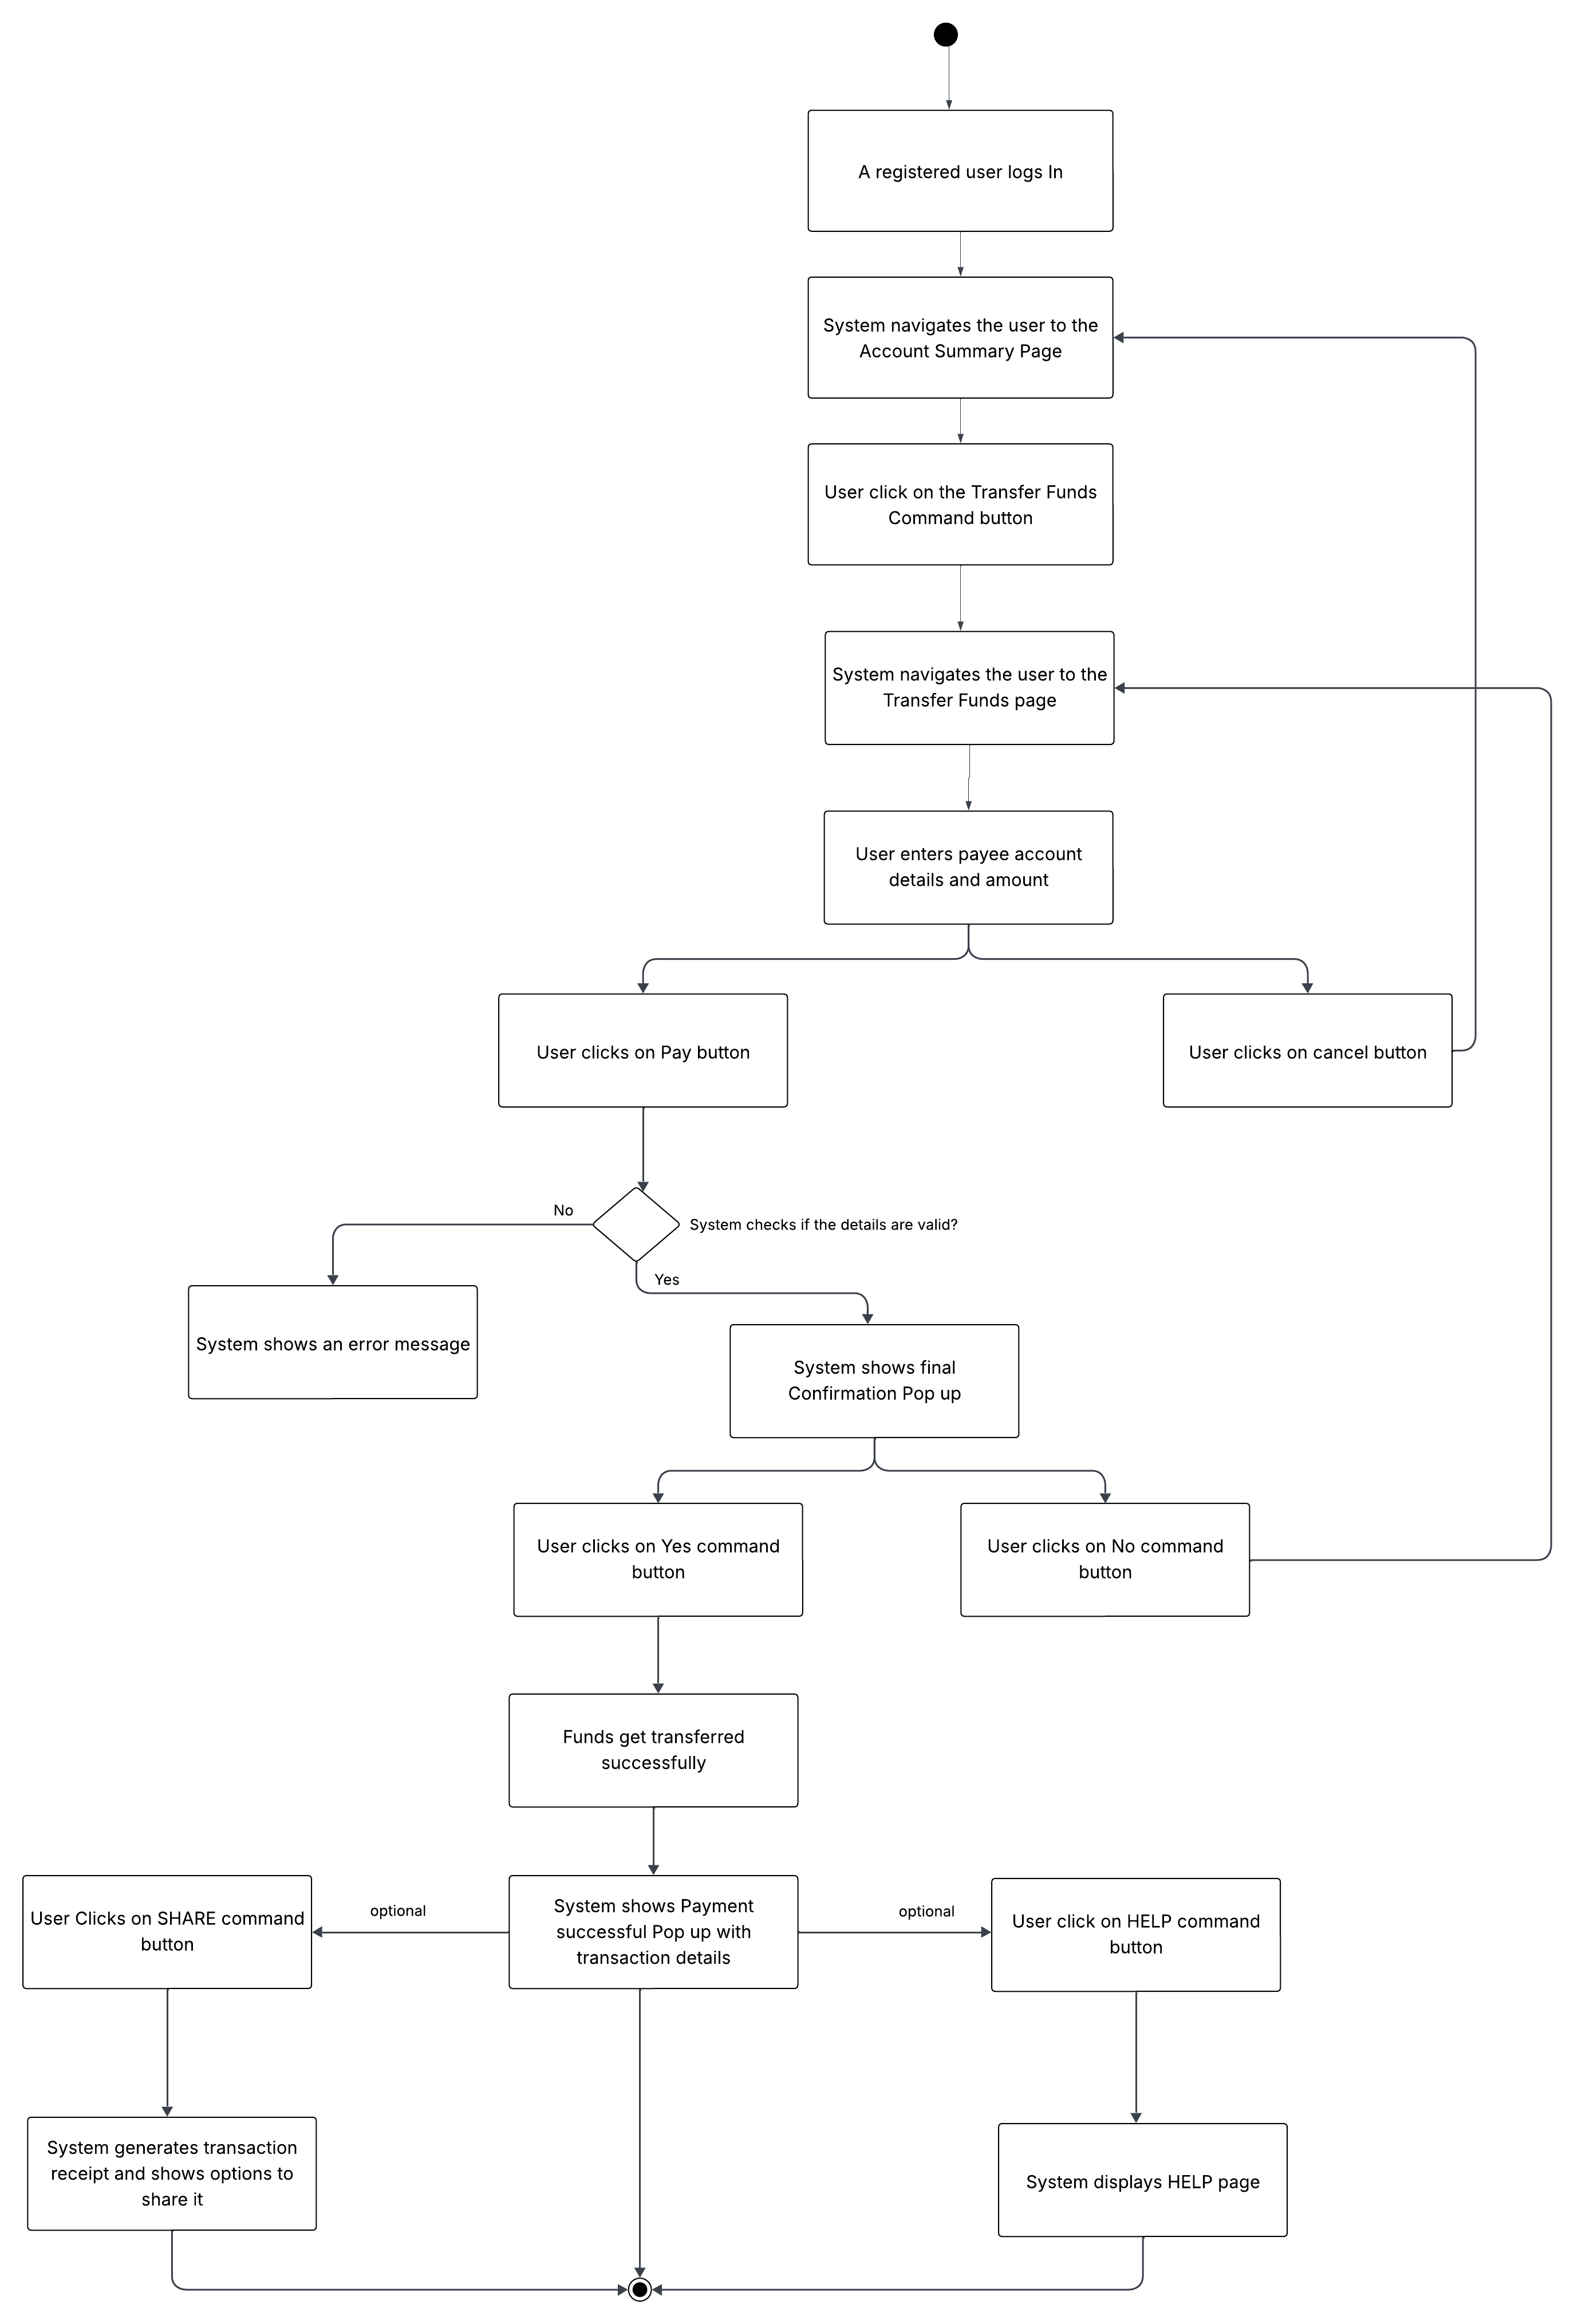 A registered user logs In
System navigates the user to the
Account Summary Page
User click on the Transfer Funds
Command button
System navigates the user to the
Transfer Funds page
User enters payee account
details and amount
User clicks on Pay button
User clicks on cancel button
No
System checks if the details are valid?
Yes
System shows an error message
System shows final
Confirmation Pop up
User clicks on Yes command
button
User clicks on No command
button
Funds get transferred
successfully
User Clicks on SHARE command
button
optional
System shows Payment
successful Pop up with
transaction details
optional
User click on HELP command
button
System generates transaction
receipt and shows options to
share it
System displays HELP page